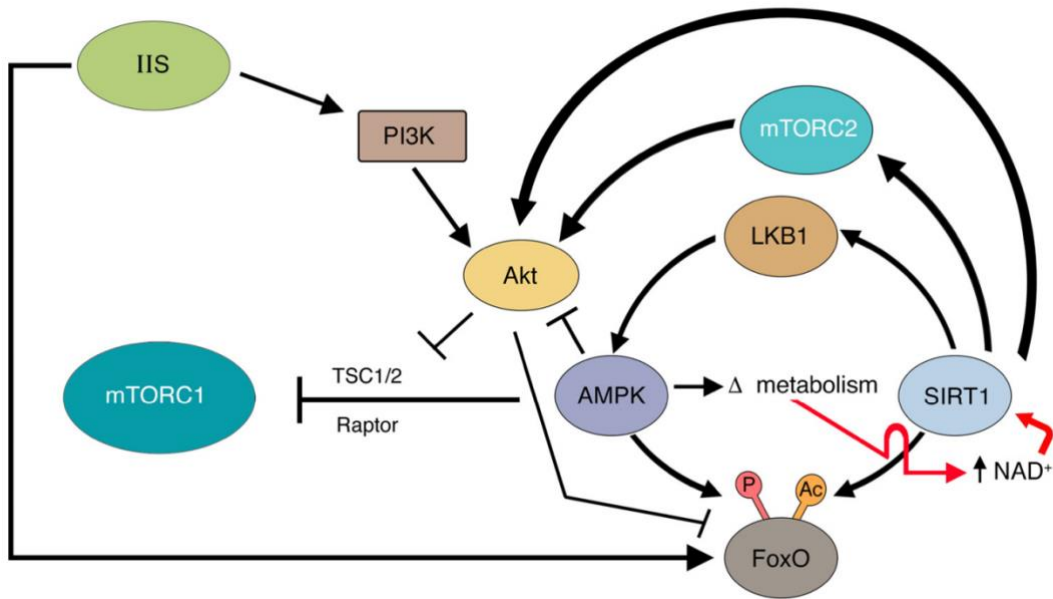 IIS
PI3K
mTORC2
LKB1
Akt
TSC1/2
mTORC1
Raptor
AMPK
Δ metabolism
SIRT1
↑ NAD⁺
P
Ac
FoxO